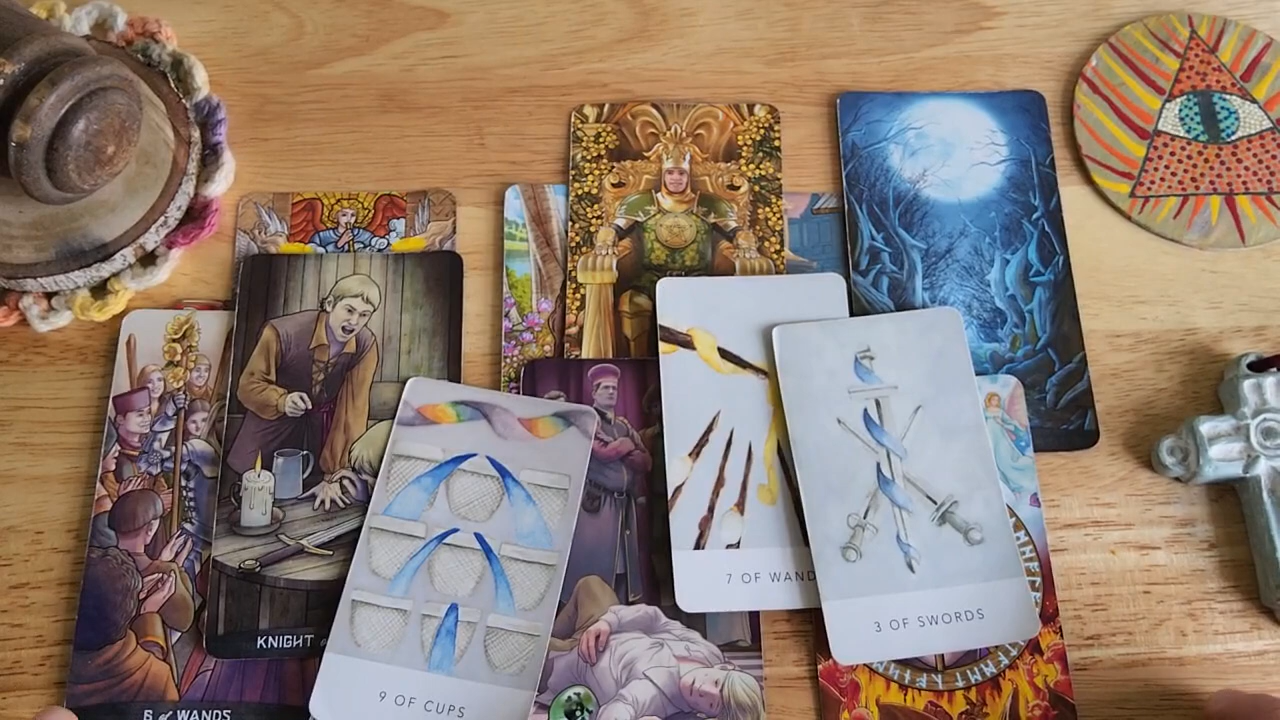 KNIGHT
6 of WANDS
9 OF CUPS
7 OF WAND
3 OF SWORDS